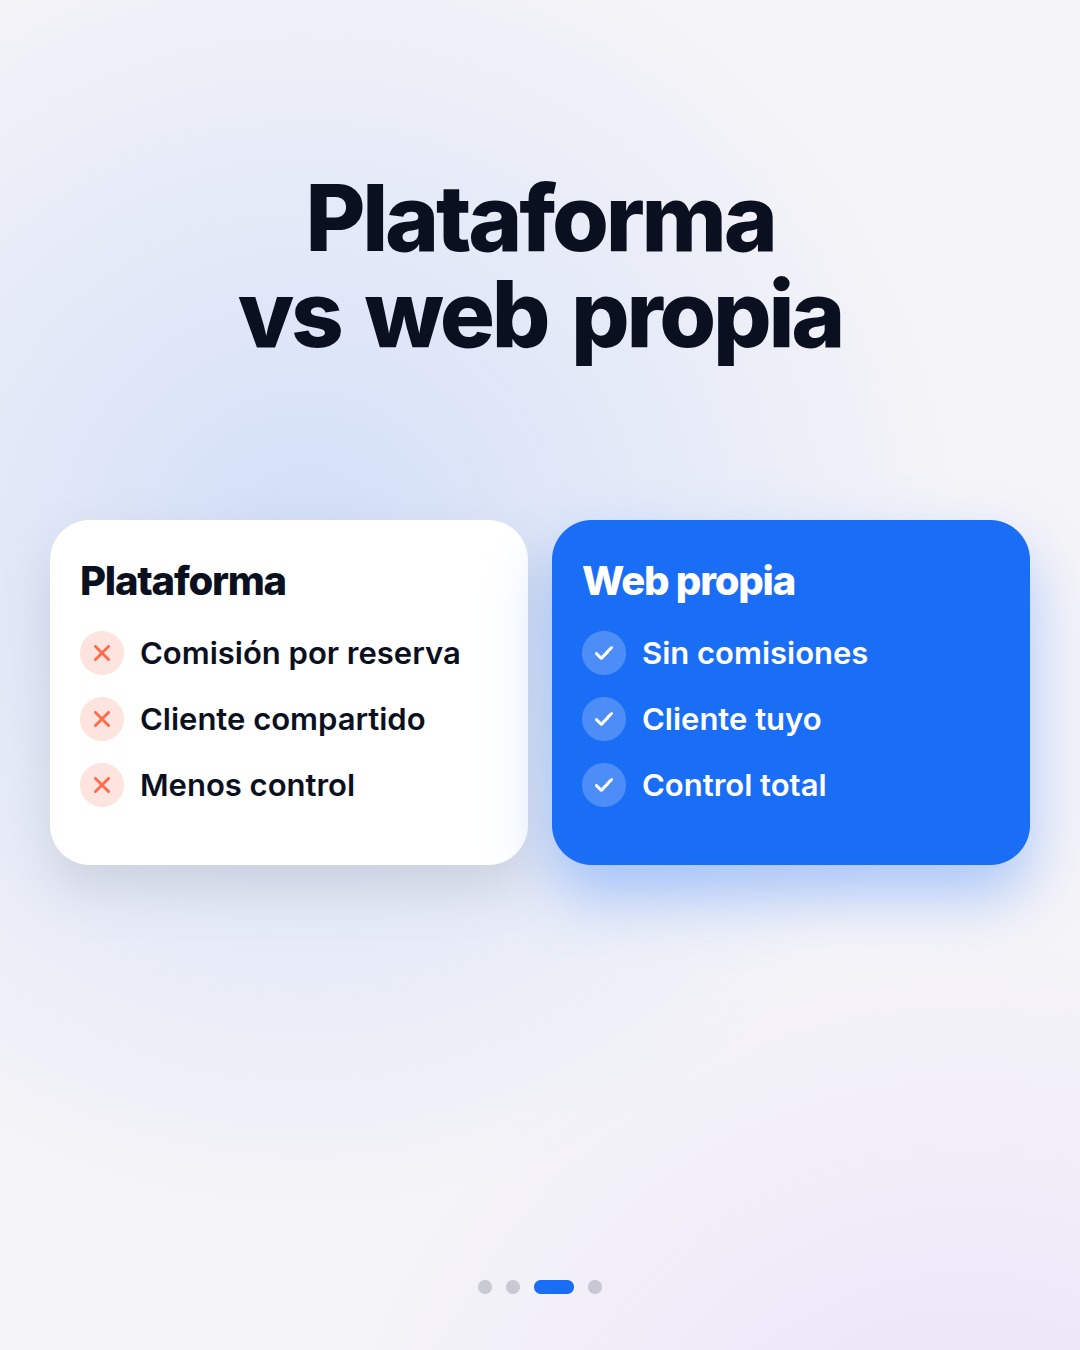 Plataforma
vs web propia
Plataforma
Comisión por reserva
Cliente compartido
Menos control
Web propia
Sin comisiones
Cliente tuyo
Control total